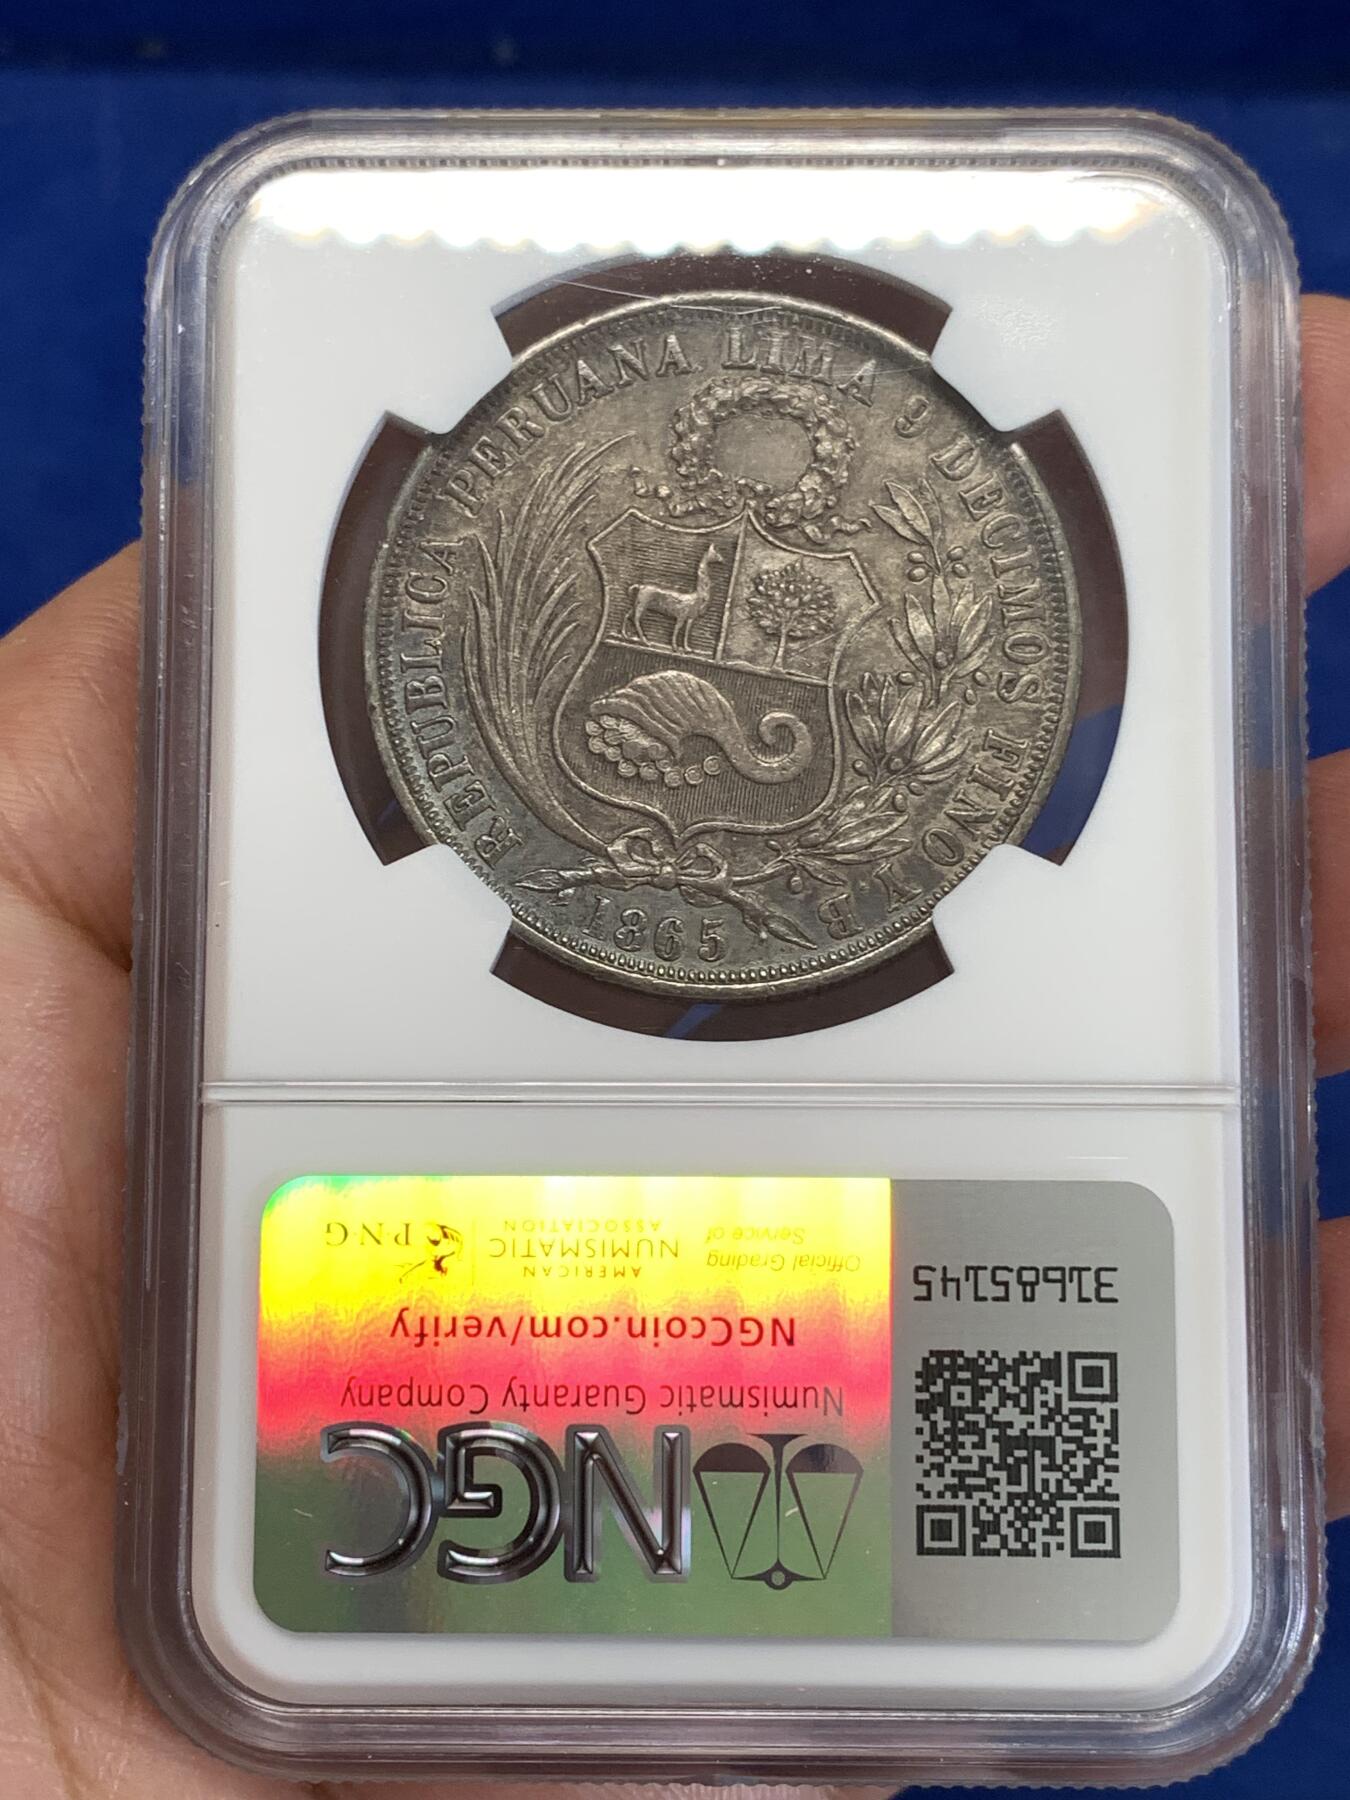 REPUBLICA PERUANA LIMA 9 DECIMOS FINO Y B
1865
NGC
Numismatic Guaranty Company
NGCcoin.com/verify
Official Grading
Service of
AMERICAN
NUMISMATIC
ASSOCIATION
P·N·G
31685145